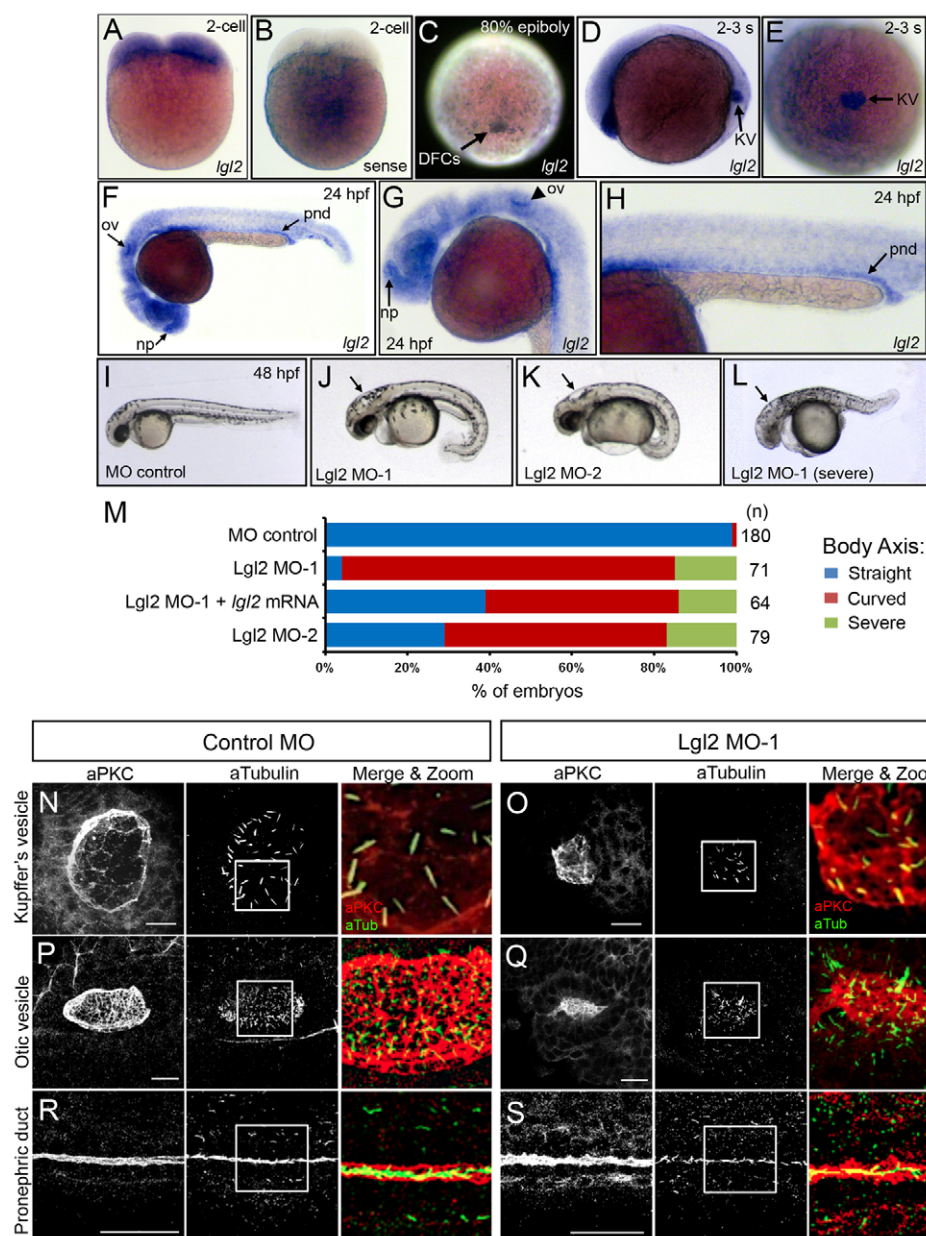 A 2-cell lgl2
B 2-cell sense
C 80% epiboly DFCs lgl2
D 2-3 s KV lgl2
E 2-3 s KV lgl2
F 24 hpf ov pnd np lgl2
G ov np 24 hpf lgl2
H 24 hpf pnd lgl2
I 48 hpf MO control
J Lgl2 MO-1
K Lgl2 MO-2
L Lgl2 MO-1 (severe)
M (n)
MO control 180
Lgl2 MO-1 71
Lgl2 MO-1 + lgl2 mRNA 64
Lgl2 MO-2 79
0% 20% 40% 60% 80% 100%
% of embryos
Body Axis:
Straight
Curved
Severe
Control MO Lgl2 MO-1
aPKC aTubulin Merge & Zoom aPKC aTubulin Merge & Zoo
Kupffer's vesicle N aPKC aTub O aPKC aTub
Otic vesicle P Q
Pronephric duct R S